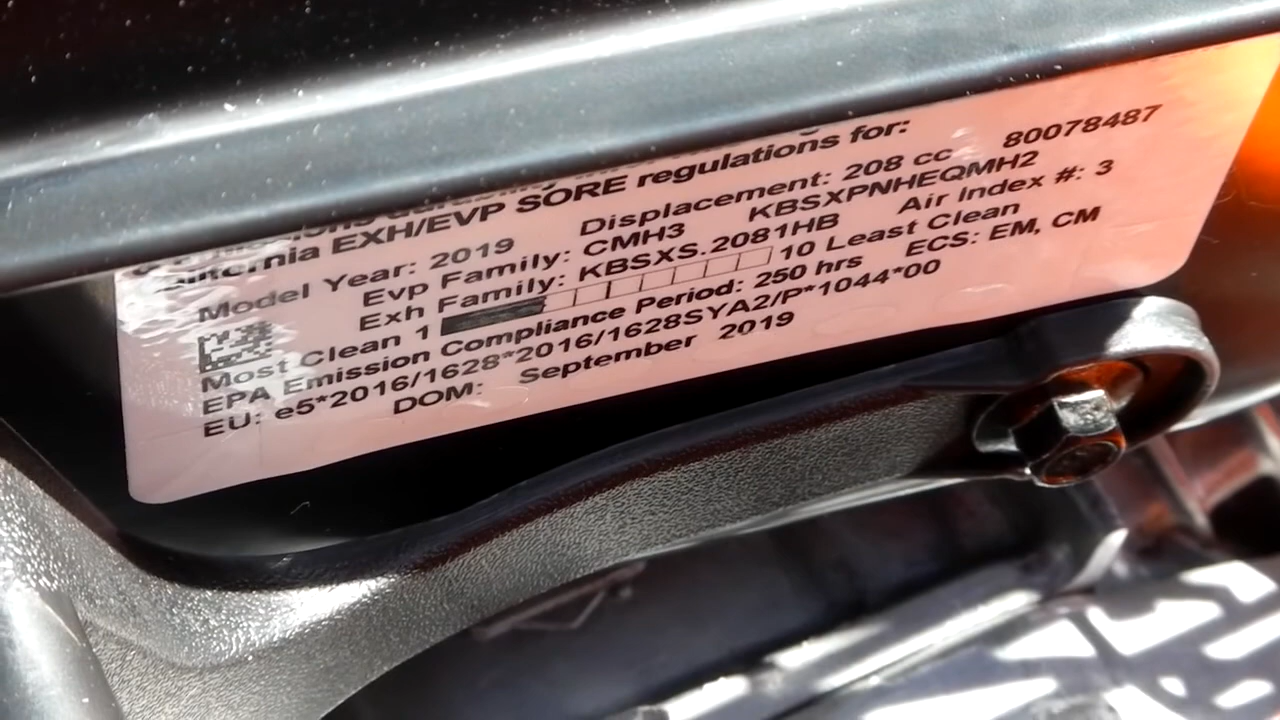 EXH/EVP SORE regulations for:
Model Year: 2019 Displacement: 208 cc 80078487
Evp Family: CMH3 KBSXPNHEQMH2
Exh Family: KBSXS.2081HB Air Index #: 3
Most Clean 1 10 Least Clean
EPA Emission Compliance Period: 250 hrs ECS: EM, CM
EU: e5*2016/1628*2016/1628SYA2/P*1044*00
DOM: September 2019